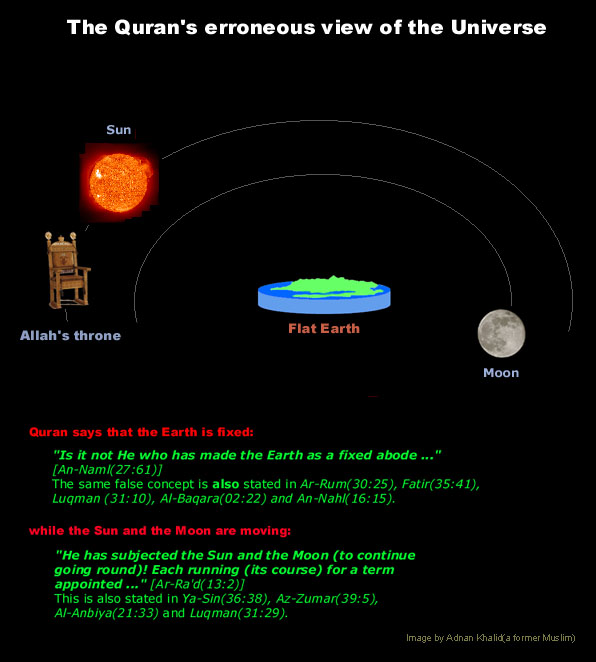 The Quran's erroneous view of the Universe
Sun
Allah's throne
Flat Earth
Moon
Quran says that the Earth is fixed:
"Is it not He who has made the Earth as a fixed abode ..."
[An-Naml(27:61)]
The same false concept is also stated in Ar-Rum(30:25), Fatir(35:41),
Luqman (31:10), Al-Baqara(02:22) and An-Nahl(16:15).
while the Sun and the Moon are moving:
"He has subjected the Sun and the Moon (to continue
going round)! Each running (its course) for a term
appointed ..." [Ar-Ra'd(13:2)]
This is also stated in Ya-Sin(36:38), Az-Zumar(39:5),
Al-Anbiya(21:33) and Luqman(31:29).
Image by Adnan Khalid(a former Muslim)